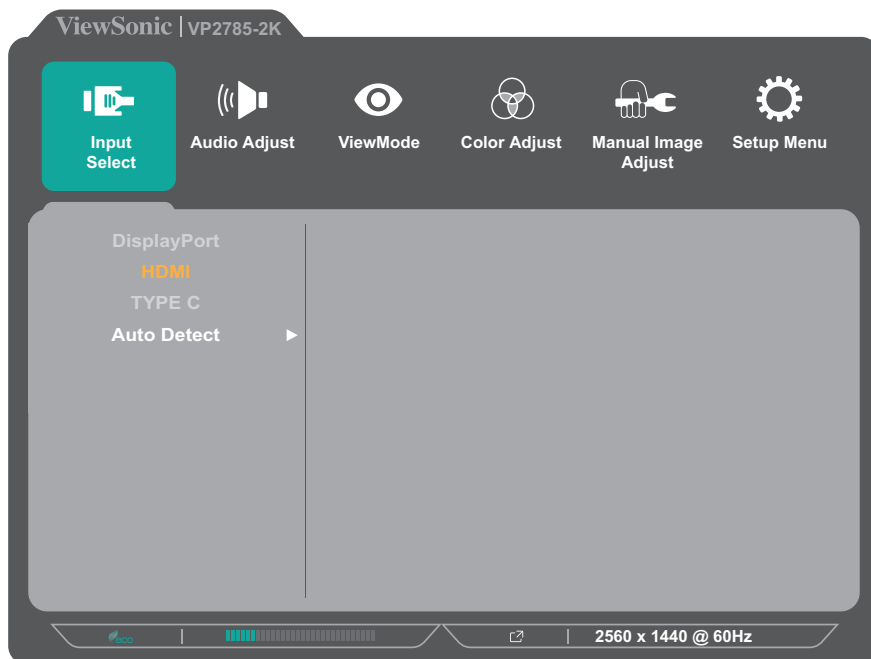 ViewSonic | VP2785-2K
Input
Select
Audio Adjust
ViewMode
Color Adjust
Manual Image
Adjust
Setup Menu
DisplayPort
HDMI
TYPE C
Auto Detect
eco
2560 x 1440 @ 60Hz